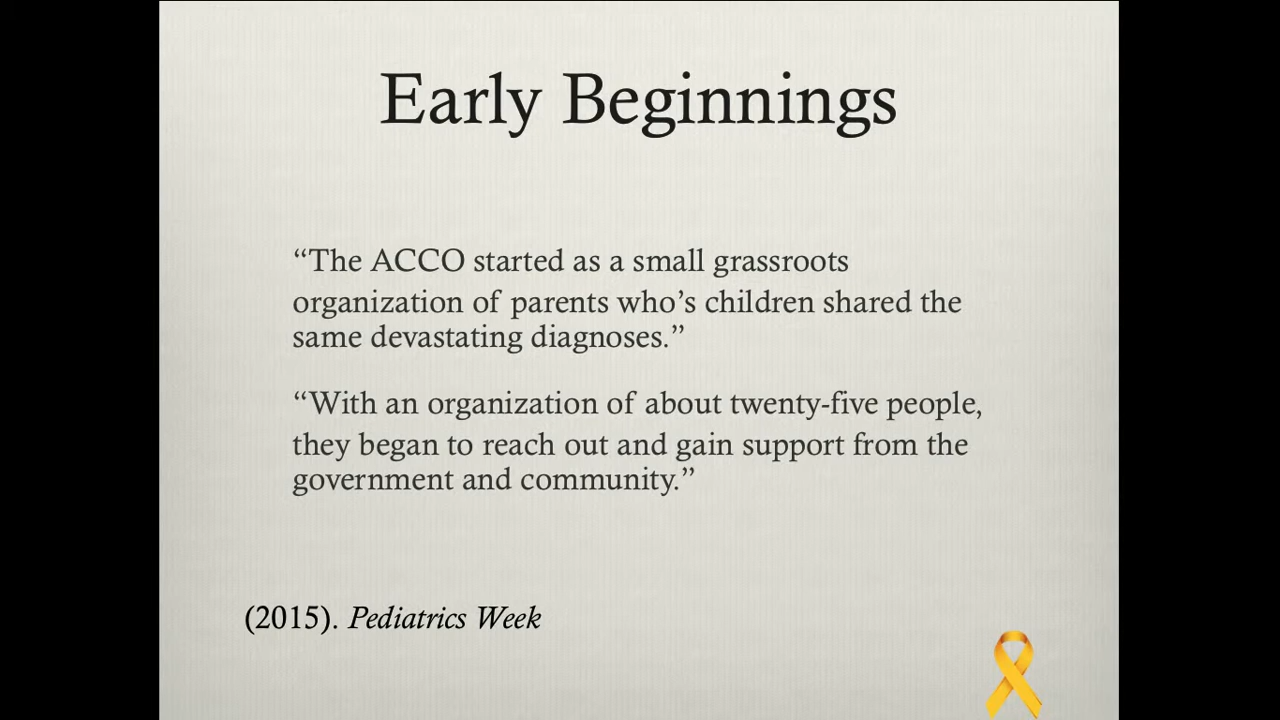 Early Beginnings
“The ACCO started as a small grassroots
organization of parents who’s children shared the
same devastating diagnoses.”
“With an organization of about twenty-five people,
they began to reach out and gain support from the
government and community.”
(2015). Pediatrics Week